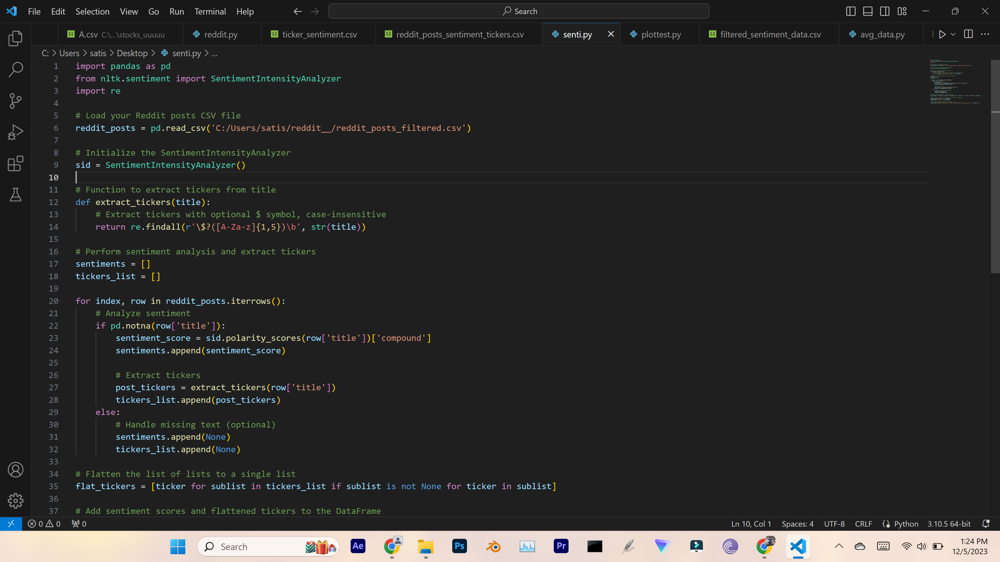 File Edit Selection View Go Run Terminal Help Search
A.csv C:\...\stocks_uuuuu reddit.py ticker_sentiment.csv reddit_posts_sentiment_tickers.csv senti.py plottest.py filtered_sentiment_data.csv avg_data.py
C: > Users > satis > Desktop > senti.py > ...
1 import pandas as pd
2 from nltk.sentiment import SentimentIntensityAnalyzer
3 import re
4
5 # Load your Reddit posts CSV file
6 reddit_posts = pd.read_csv('C:/Users/satis/reddit__/reddit_posts_filtered.csv')
7
8 # Initialize the SentimentIntensityAnalyzer
9 sid = SentimentIntensityAnalyzer()
10
11 # Function to extract tickers from title
12 def extract_tickers(title):
13     # Extract tickers with optional $ symbol, case-insensitive
14     return re.findall(r'\$?([A-Za-z]{1,5})\b', str(title))
15
16 # Perform sentiment analysis and extract tickers
17 sentiments = []
18 tickers_list = []
19
20 for index, row in reddit_posts.iterrows():
21     # Analyze sentiment
22     if pd.notna(row['title']):
23         sentiment_score = sid.polarity_scores(row['title'])['compound']
24         sentiments.append(sentiment_score)
25
26         # Extract tickers
27         post_tickers = extract_tickers(row['title'])
28         tickers_list.append(post_tickers)
29     else:
30         # Handle missing text (optional)
31         sentiments.append(None)
32         tickers_list.append(None)
33
34 # Flatten the list of lists to a single list
35 flat_tickers = [ticker for sublist in tickers_list if sublist is not None for ticker in sublist]
36
37 # Add sentiment scores and flattened tickers to the DataFrame
0 0 0 Ln 10, Col 1 Spaces: 4 UTF-8 CRLF Python 3.10.5 64-bit
Search Ae Ps Pr 1:24 PM
12/5/2023